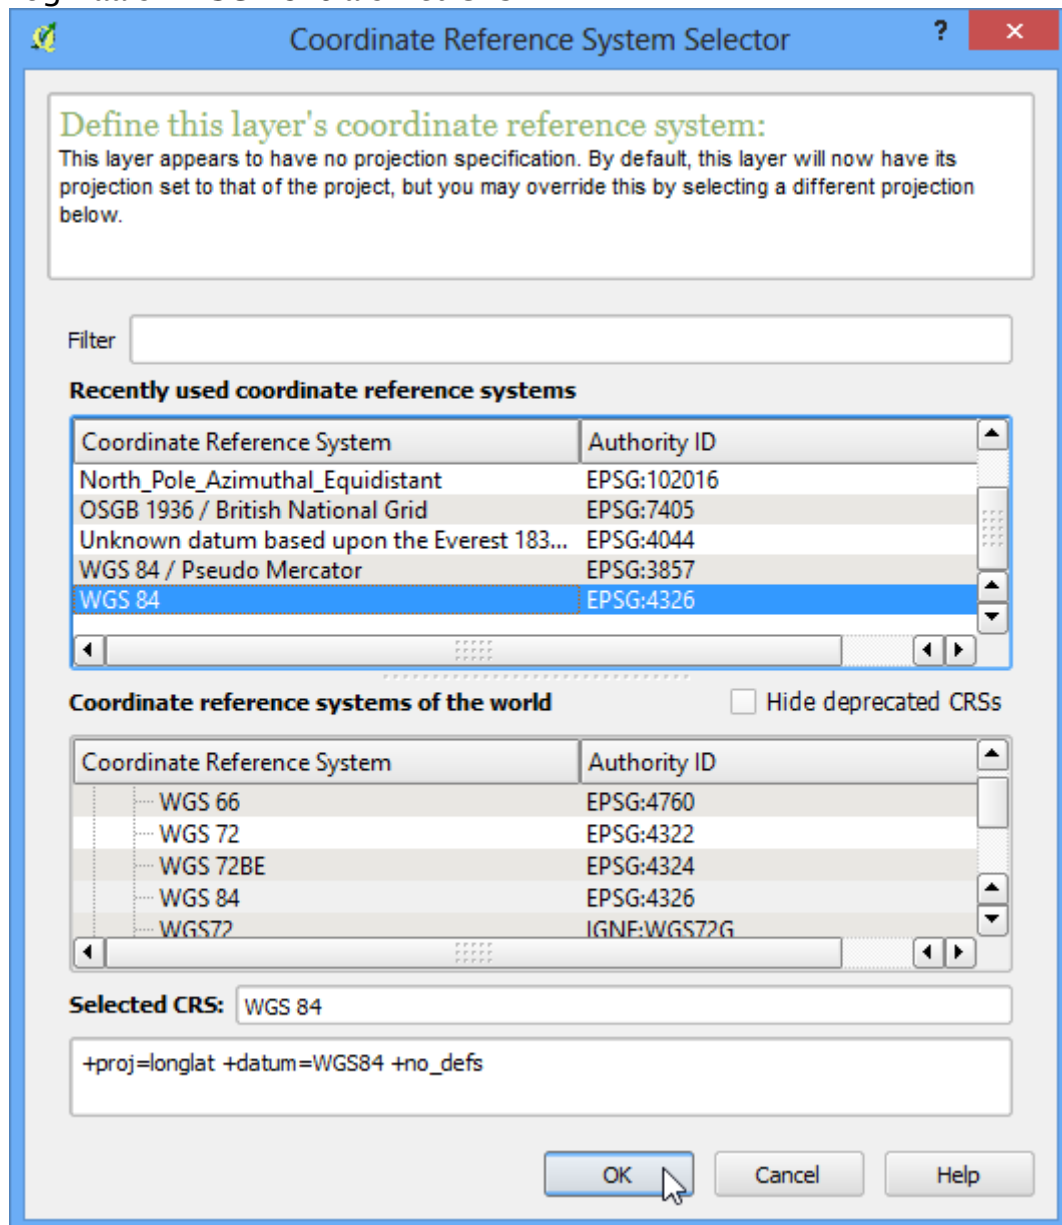 Coordinate Reference System Selector
?
Define this layer's coordinate reference system:
This layer appears to have no projection specification. By default, this layer will now have its
projection set to that of the project, but you may override this by selecting a different projection
below.
Filter
Recently used coordinate reference systems
Coordinate Reference System Authority ID
North_Pole_Azimuthal_Equidistant EPSG:102016
OSGB 1936 / British National Grid EPSG:7405
Unknown datum based upon the Everest 183... EPSG:4044
WGS 84 / Pseudo Mercator EPSG:3857
WGS 84 EPSG:4326
Coordinate reference systems of the world Hide deprecated CRSs
Coordinate Reference System Authority ID
WGS 66 EPSG:4760
WGS 72 EPSG:4322
WGS 72BE EPSG:4324
WGS 84 EPSG:4326
WGS72 IGNF:WGS72G
Selected CRS: WGS 84
+proj=longlat +datum=WGS84 +no_defs
OK Cancel Help